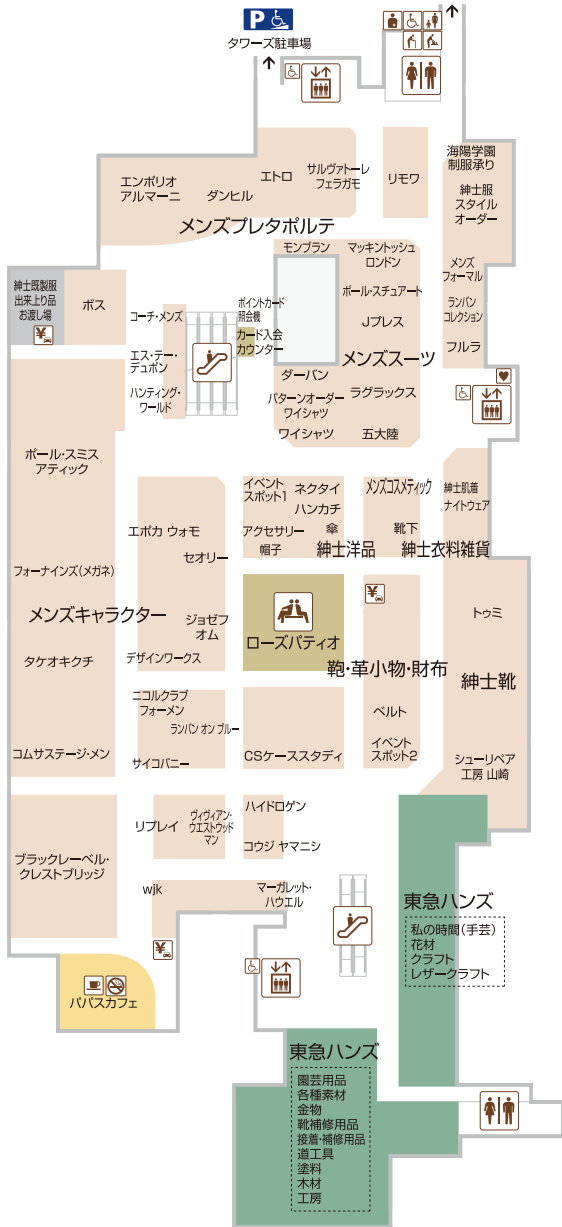 P
タワーズ駐車場
海陽学園
制服承り
紳士服
スタイル
オーダー
エンポリオ
アルマーニ
ダンヒル
エトロ
サルヴァトーレ
フェラガモ
リモワ
メンズプレタポルテ
モンブラン
マッキントッシュ
ロンドン
メンズ
フォーマル
紳士既製服
出来上り品
お渡し場
¥
ボス
コーチ・メンズ
ポイントカード
照会機
カード入会
カウンター
ポール・スチュアート
Jプレス
ランバン
コレクション
フルラ
メンズスーツ
エス・テー・
デュポン
ハンティング・
ワールド
ダーバン
パターンオーダー
ワイシャツ
ラグラックス
ワイシャツ
五大陸
ポール・スミス
アティック
イベント
スポット1
ネクタイ
ハンカチ
メンズコスメティック
紳士肌着
ナイトウェア
エポカ ウォモ
アクセサリー
傘
靴下
帽子
紳士洋品
紳士衣料雑貨
セオリー
フォーナインズ(メガネ)
¥
メンズキャラクター
ジョゼフ
オム
ローズパティオ
トゥミ
タケオキクチ
デザインワークス
鞄・革小物・財布
紳士靴
ニコルクラブ
フォーメン
ランバン オン ブルー
ベルト
イベント
スポット2
コムサステージ・メン
サイコバニー
CSケーススタディ
シューリペア
工房 山崎
リプレイ
ヴィヴィアン・
ウエストウッド
マン
ハイドロゲン
コウジ ヤマニシ
ブラックレーベル・
クレストブリッジ
wjk
マーガレット・
ハウエル
東急ハンズ
私の時間(手芸)
花材
クラフト
レザークラフト
¥
パパスカフェ
東急ハンズ
園芸用品
各種素材
金物
靴補修用品
接着・補修用品
道工具
塗料
木材
工房